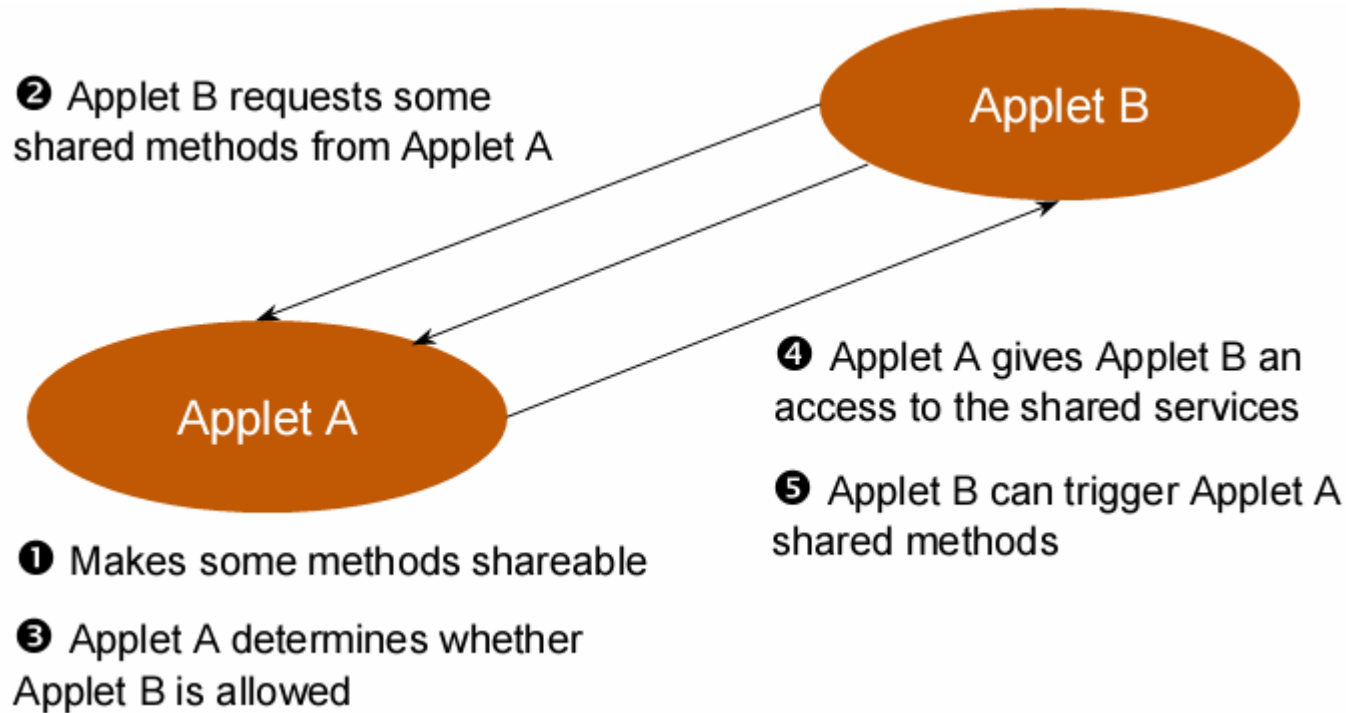 ❷ Applet B requests some
shared methods from Applet A
Applet B
Applet A
❹ Applet A gives Applet B an
access to the shared services
❺ Applet B can trigger Applet A
shared methods
❶ Makes some methods shareable
❸ Applet A determines whether
Applet B is allowed